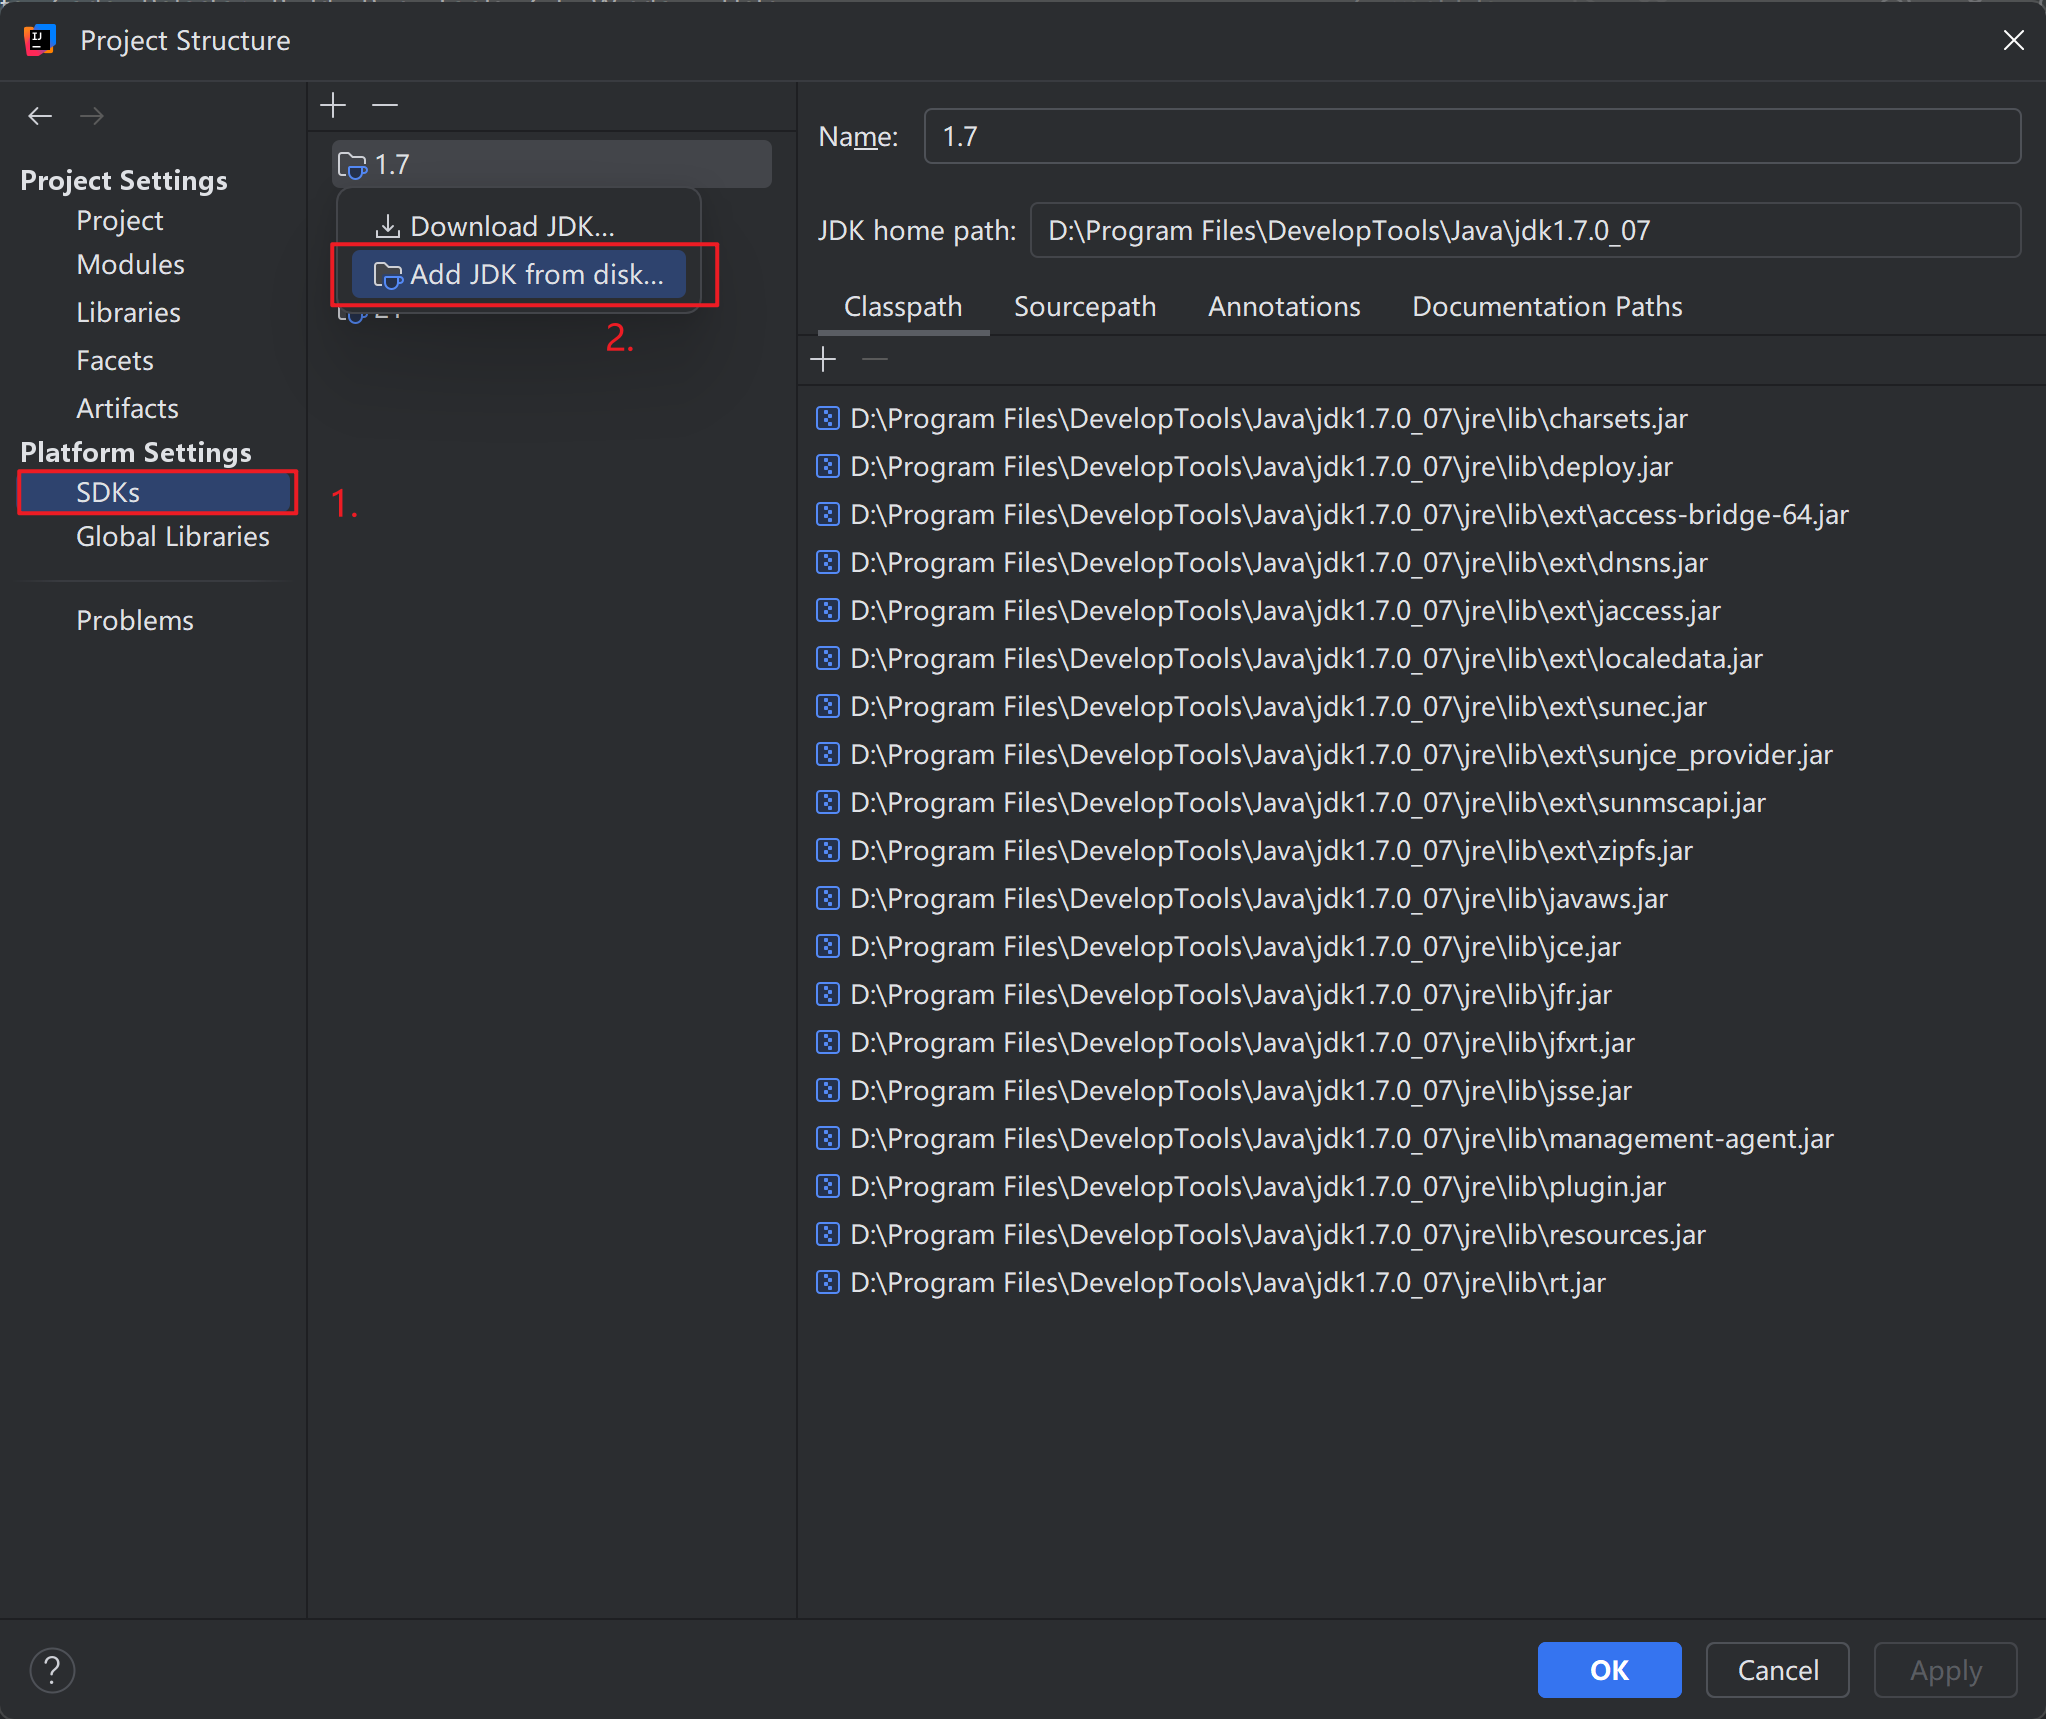 Project Structure
Project Settings
Project
Modules
Libraries
Facets
Artifacts
Platform Settings
SDKs
Global Libraries
Problems
1.
1.7
Download JDK...
Add JDK from disk...
2.
Name: 1.7
JDK home path: D:\Program Files\DevelopTools\Java\jdk1.7.0_07
Classpath Sourcepath Annotations Documentation Paths
D:\Program Files\DevelopTools\Java\jdk1.7.0_07\jre\lib\charsets.jar
D:\Program Files\DevelopTools\Java\jdk1.7.0_07\jre\lib\deploy.jar
D:\Program Files\DevelopTools\Java\jdk1.7.0_07\jre\lib\ext\access-bridge-64.jar
D:\Program Files\DevelopTools\Java\jdk1.7.0_07\jre\lib\ext\dnsns.jar
D:\Program Files\DevelopTools\Java\jdk1.7.0_07\jre\lib\ext\jaccess.jar
D:\Program Files\DevelopTools\Java\jdk1.7.0_07\jre\lib\ext\localedata.jar
D:\Program Files\DevelopTools\Java\jdk1.7.0_07\jre\lib\ext\sunec.jar
D:\Program Files\DevelopTools\Java\jdk1.7.0_07\jre\lib\ext\sunjce_provider.jar
D:\Program Files\DevelopTools\Java\jdk1.7.0_07\jre\lib\ext\sunmscapi.jar
D:\Program Files\DevelopTools\Java\jdk1.7.0_07\jre\lib\ext\zipfs.jar
D:\Program Files\DevelopTools\Java\jdk1.7.0_07\jre\lib\javaws.jar
D:\Program Files\DevelopTools\Java\jdk1.7.0_07\jre\lib\jce.jar
D:\Program Files\DevelopTools\Java\jdk1.7.0_07\jre\lib\jfr.jar
D:\Program Files\DevelopTools\Java\jdk1.7.0_07\jre\lib\jfxrt.jar
D:\Program Files\DevelopTools\Java\jdk1.7.0_07\jre\lib\jsse.jar
D:\Program Files\DevelopTools\Java\jdk1.7.0_07\jre\lib\management-agent.jar
D:\Program Files\DevelopTools\Java\jdk1.7.0_07\jre\lib\plugin.jar
D:\Program Files\DevelopTools\Java\jdk1.7.0_07\jre\lib\resources.jar
D:\Program Files\DevelopTools\Java\jdk1.7.0_07\jre\lib\rt.jar
?
OK Cancel Apply